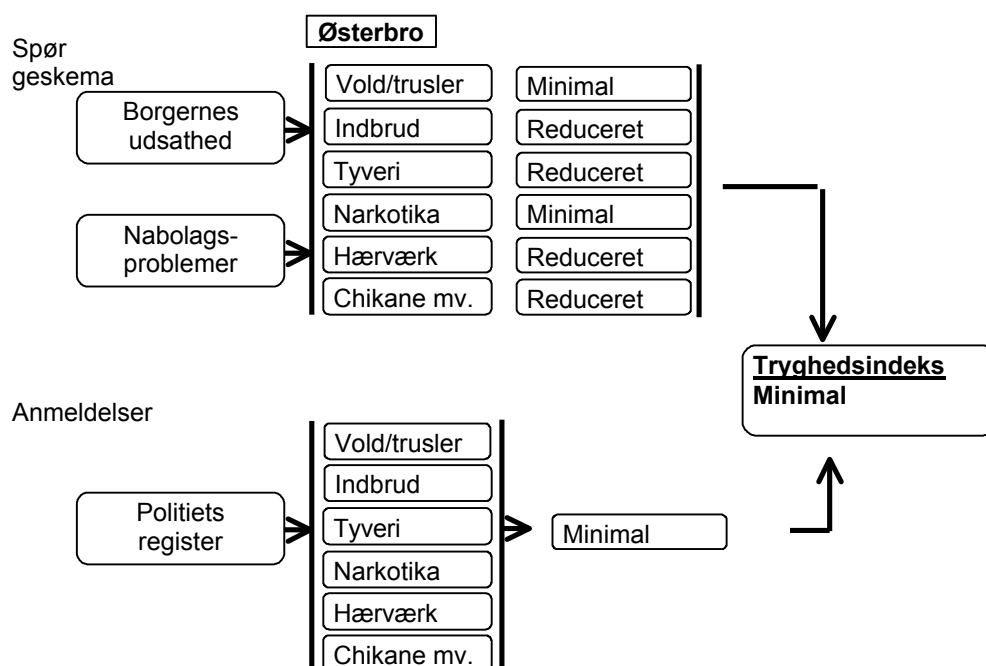 Østerbro
Spør
geskema
Borgernes
udsathed
Nabolags-
problemer
Vold/trusler Minimal
Indbrud Reduceret
Tyveri Reduceret
Narkotika Minimal
Hærværk Reduceret
Chikane mv. Reduceret
Tryghedsindeks
Minimal
Anmeldelser
Politiets
register
Vold/trusler
Indbrud
Tyveri
Narkotika
Hærværk
Chikane mv.
Minimal